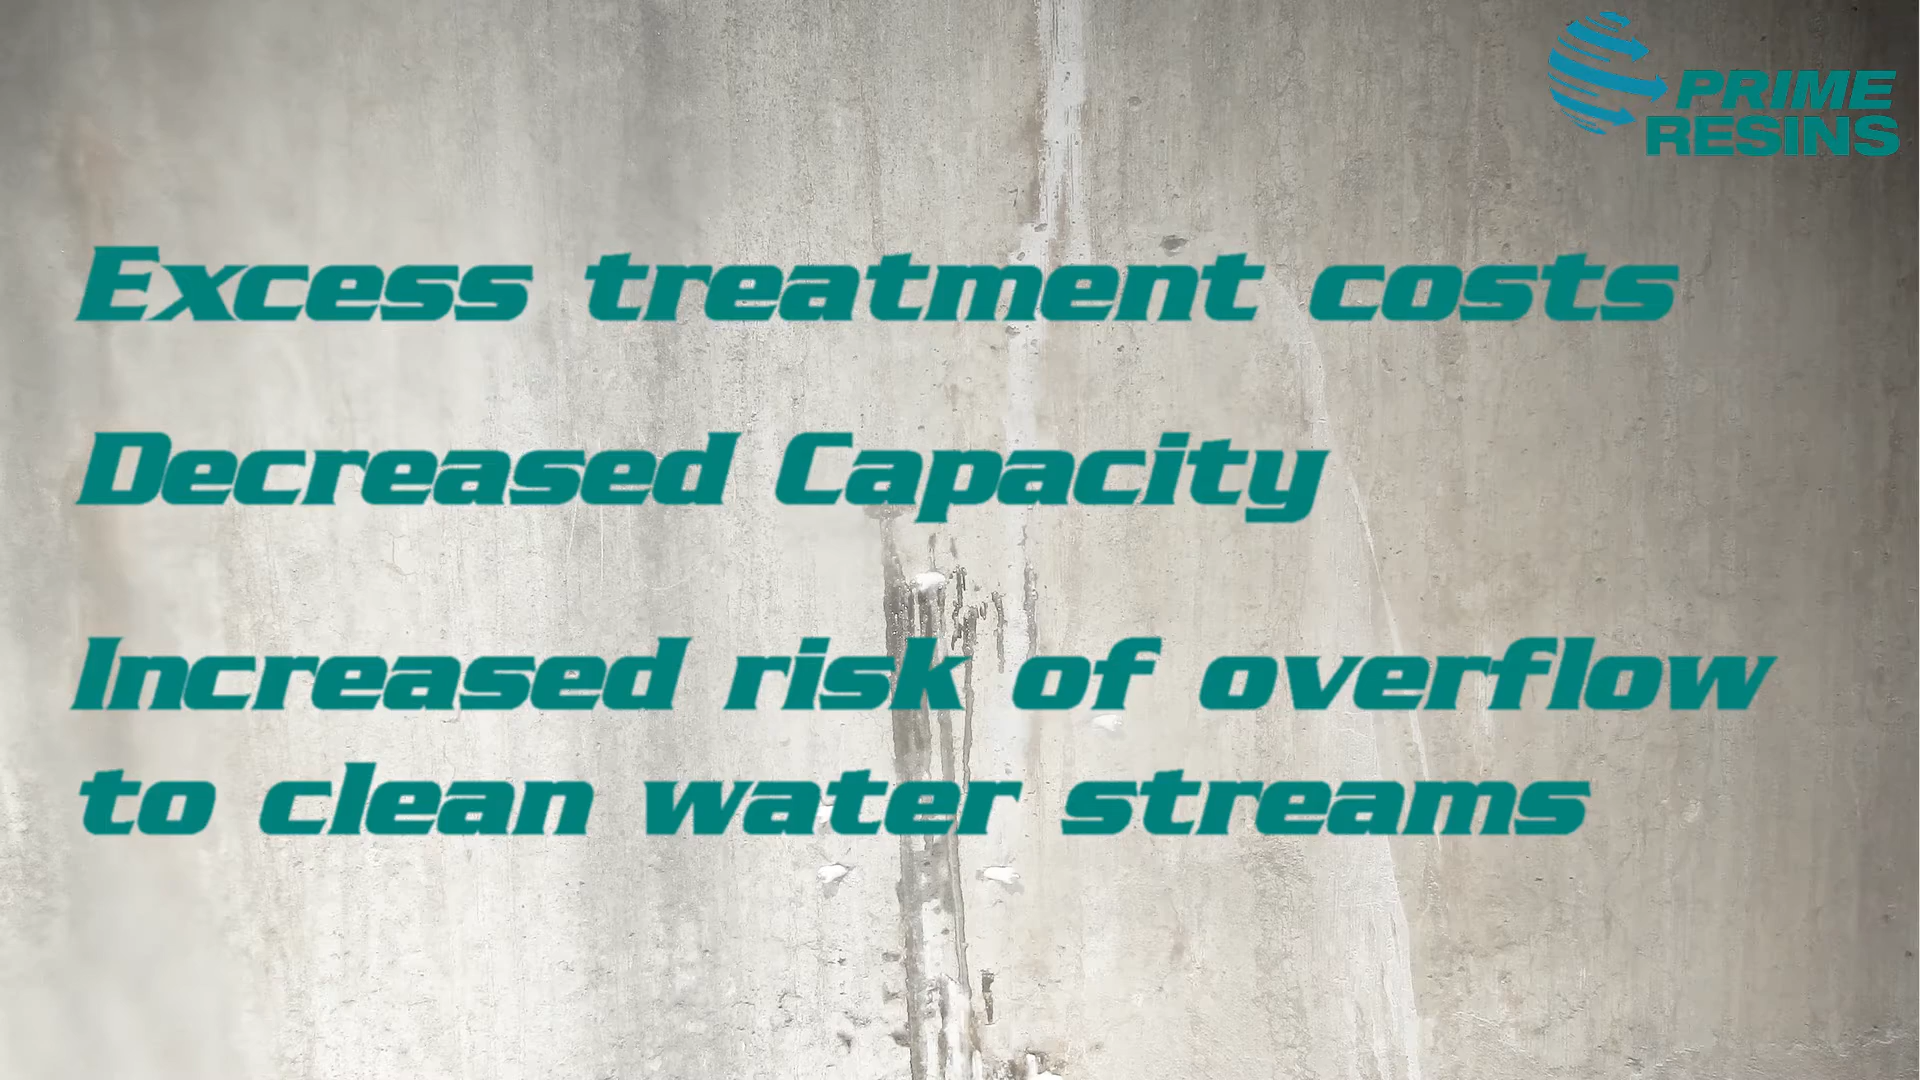 PRIME
RESINS
Excess treatment costs
Decreased Capacity
Increased risk of overflow
to clean water streams